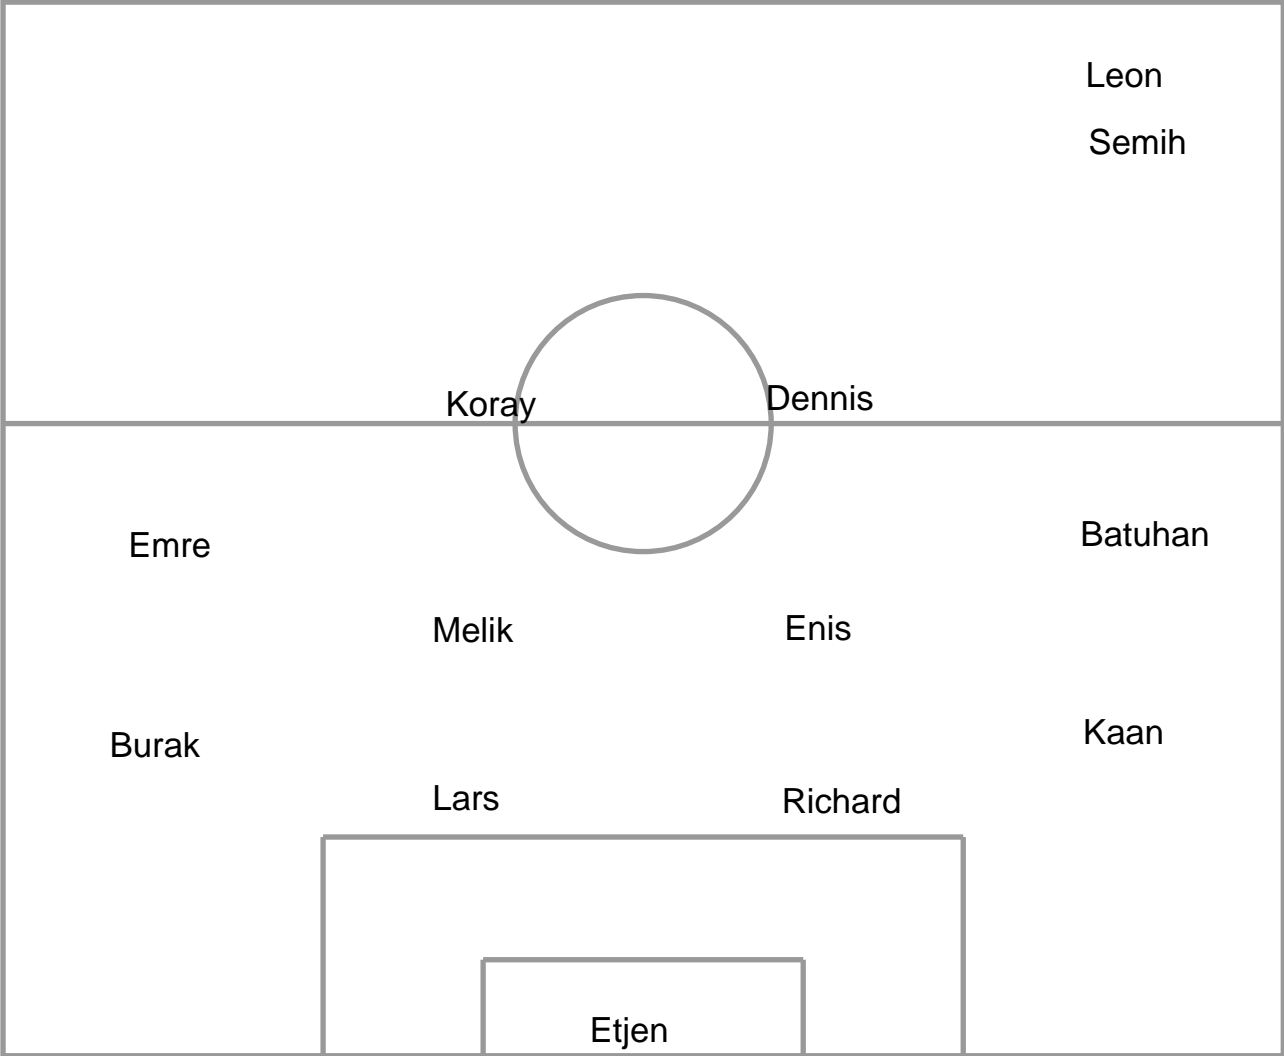 Leon
Semih
Koray
Dennis
Emre
Batuhan
Melik
Enis
Burak
Kaan
Lars
Richard
Etjen